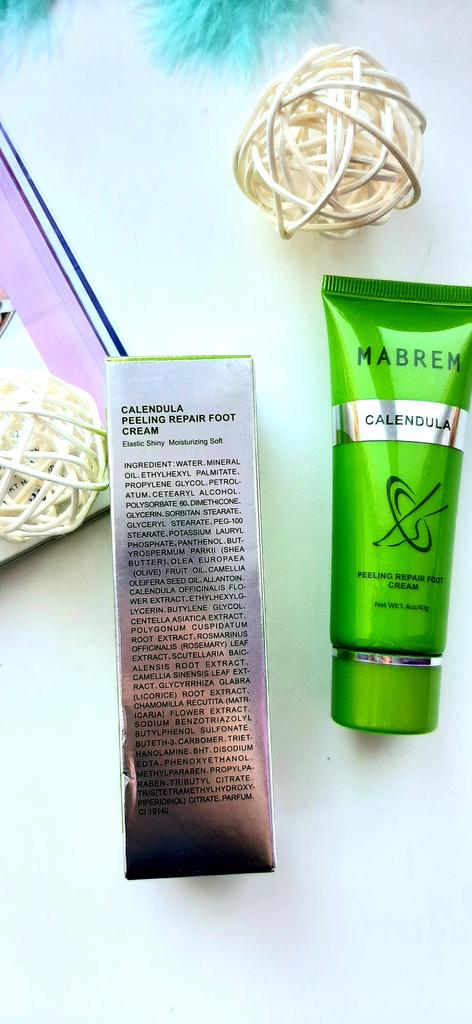 CALENDULA
PEELING REPAIR FOOT
CREAM
Elastic Shiny Moisturizing Soft
INGREDIENT:WATER. MINERAL
OIL. ETHYLHEXYL PALMITATE.
PROPYLENE GLYCOL. PETROL-
ATUM. CETEARYL ALCOHOL.
POLYSORBATE 60. DIMETHICONE.
GLYCERIN. SORBITAN STEARATE.
GLYCERYL STEARATE. PEG-100
STEARATE. POTASSIUM LAURYL
PHOSPHATE. PANTHENOL. BUT-
YROSPERMUM PARKII (SHEA
BUTTER). OLEA EUROPAEA
(OLIVE) FRUIT OIL. CAMELLIA
OLEIFERA SEED OIL. ALLANTOIN.
CALENDULA OFFICINALIS FLO-
WER EXTRACT. ETHYLHEXYLG-
LYCERIN. BUTYLENE GLYCOL.
CENTELLA ASIATICA EXTRACT.
POLYGONUM CUSPIDATUM
ROOT EXTRACT. ROSMARINUS
OFFICINALIS (ROSEMARY) LEAF
EXTRACT. SCUTELLARIA BAIC-
ALENSIS ROOT EXTRACT.
CAMELLIA SINENSIS LEAF EXT-
RACT. GLYCYRRHIZA GLABRA
(LICORICE) ROOT EXTRACT.
CHAMOMILLA RECUTITA (MATR-
ICARIA) FLOWER EXTRACT.
SODIUM BENZOTRIAZOLYL
BUTYLPHENOL SULFONATE.
BUTETH-3. CARBOMER. TRIET-
HANOLAMINE. BHT. DISODIUM
EDTA. PHENOXYETHANOL.
METHYLPARABEN. PROPYLPA-
RABEN. TRIBUTYL CITRATE.
TRIS(TETRAMETHYLHYDROXY-
PIPERIDINOL) CITRATE. PARFUM.
CI 19140
MABREM
CALENDULA
PEELING REPAIR FOOT
CREAM
Net Wt:1.4oz/40g